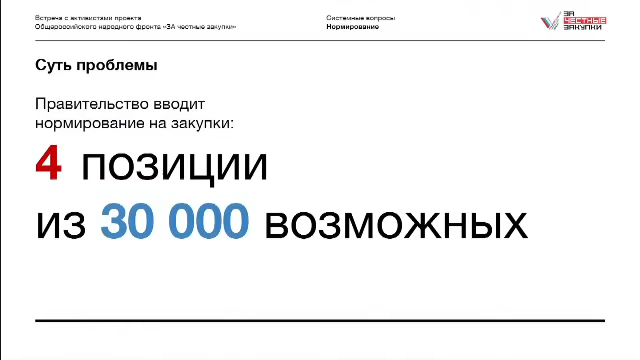 Встреча с активистами проекта
Общероссийского народного фронта «ЗА честные закупки»
Системные вопросы
Нормирование
ЗА
ЧЕСТНЫЕ
ЗАКУПКИ
Суть проблемы
Правительство вводит
нормирование на закупки:
4 позиции
из 30 000 возможных